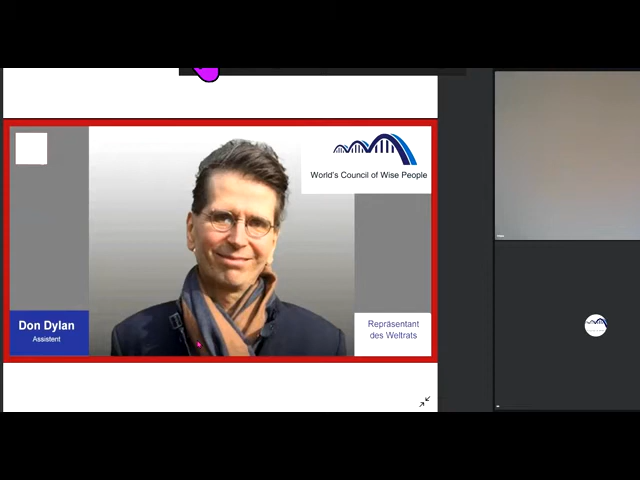 World's Council of Wise People
Don Dylan
Assistent
Repräsentant
des Weltrats